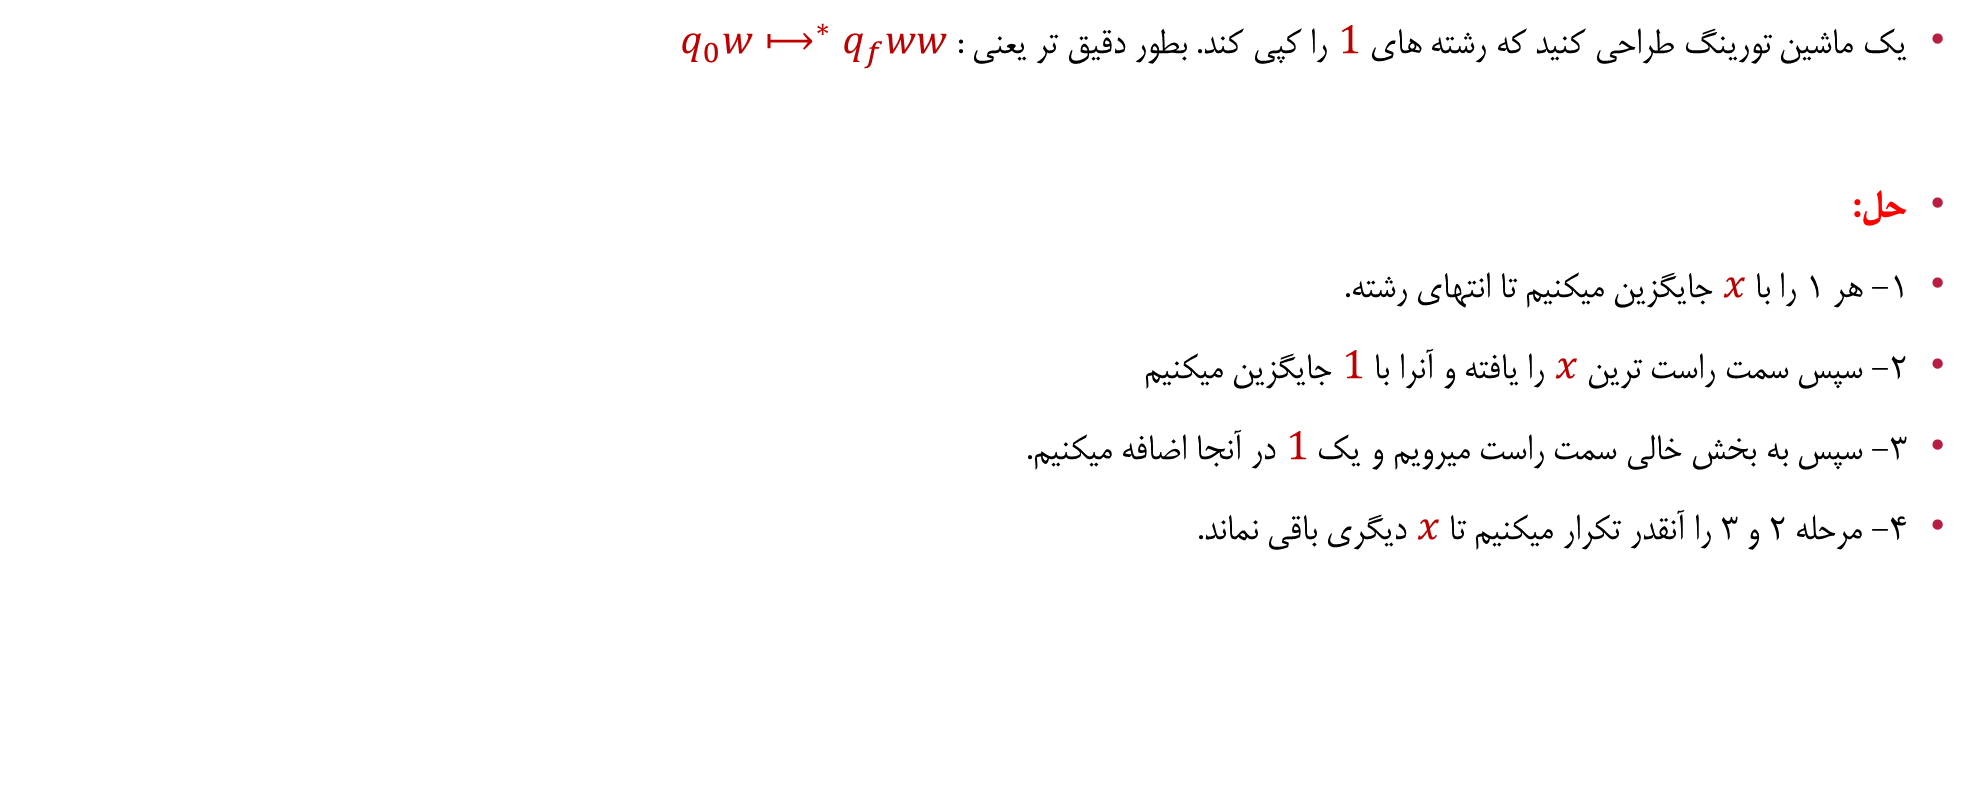 • یک ماشین تورینگ طراحی کنید که رشته های 1 را کپی کند. بطور دقیق تر یعنی : q₀w ⟼* q_f ww
• حل:
• ۱– هر ۱ را با x جایگزین میکنیم تا انتهای رشته.
• ۲– سپس سمت راست ترین x را یافته و آنرا با 1 جایگزین میکنیم
• ۳– سپس به بخش خالی سمت راست میرویم و یک 1 در آنجا اضافه میکنیم.
• ۴– مرحله ۲ و ۳ را آنقدر تکرار میکنیم تا x دیگری باقی نماند.